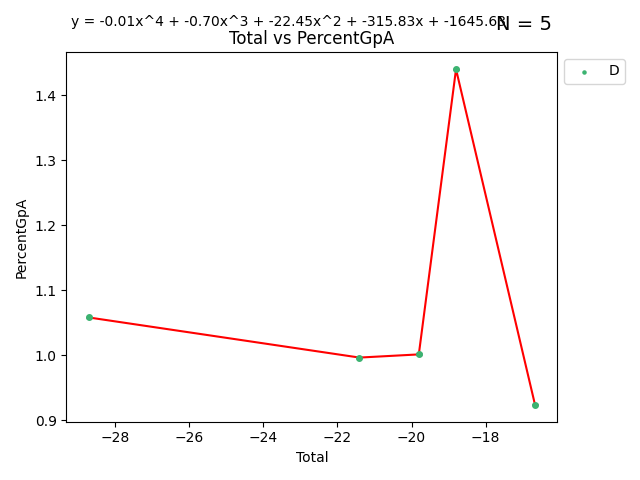 y = -0.01x^4 + -0.70x^3 + -22.45x^2 + -315.83x + -1645.68
N = 5
Total vs PercentGpA
D
PercentGpA
1.4
1.3
1.2
1.1
1.0
0.9
−28
−26
−24
−22
−20
−18
Total